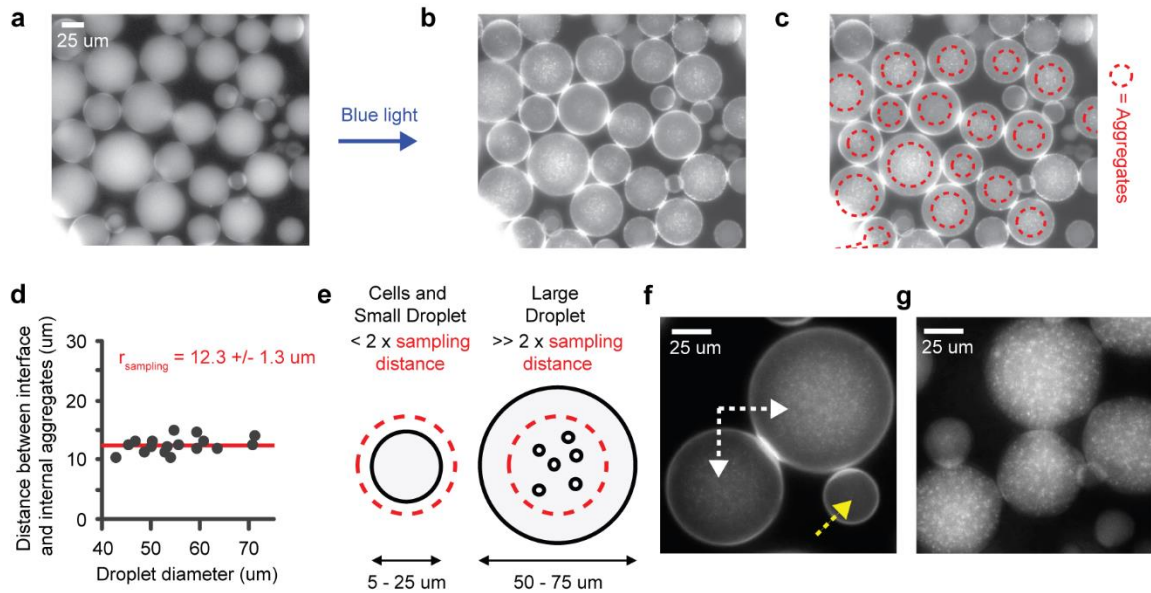 a
25 um
Blue light
b
c
= Aggregates
d
Distance between interface
and internal aggregates (um)
30
20
10
0
r sampling = 12.3 +/- 1.3 um
40 50 60 70
Droplet diameter (um)
e
Cells and
Small Droplet
< 2 x sampling
distance
5 - 25 um
Large
Droplet
>> 2 x sampling
distance
50 - 75 um
f
25 um
g
25 um